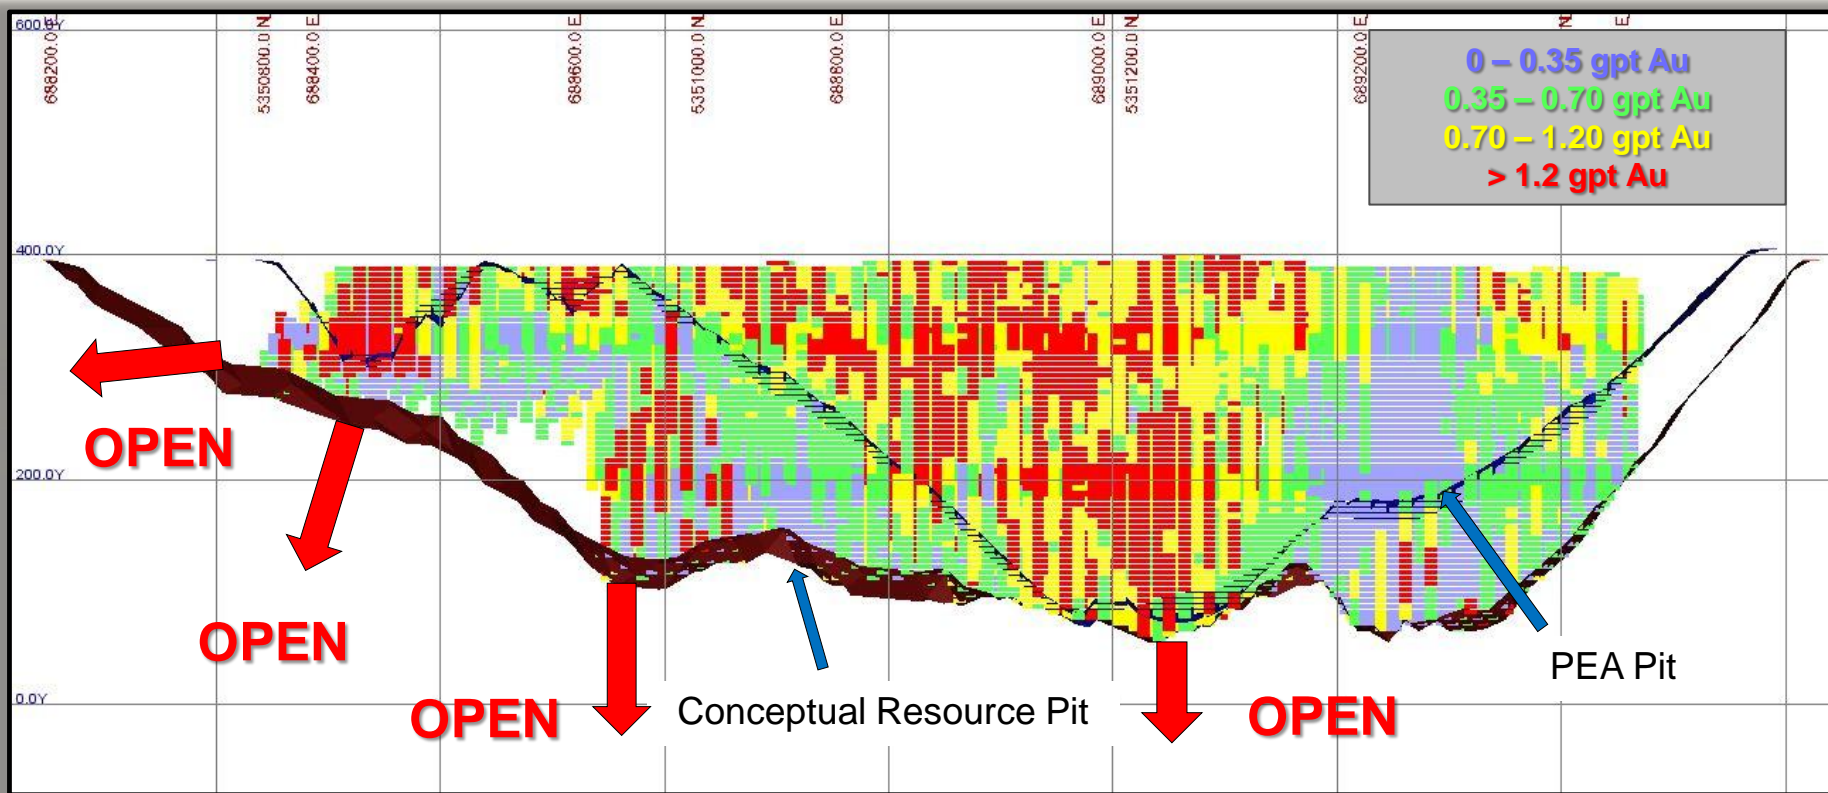 600.0Y
688200.0 E
5350800.0 N
688400.0 E
688600.0 E
5351000.0 N
688800.0 E
689000.0 E
5351200.0 N
689200.0 E
N
E
0 – 0.35 gpt Au
0.35 – 0.70 gpt Au
0.70 – 1.20 gpt Au
> 1.2 gpt Au
400.0Y
OPEN
200.0Y
OPEN
PEA Pit
0.0Y
OPEN
Conceptual Resource Pit
OPEN